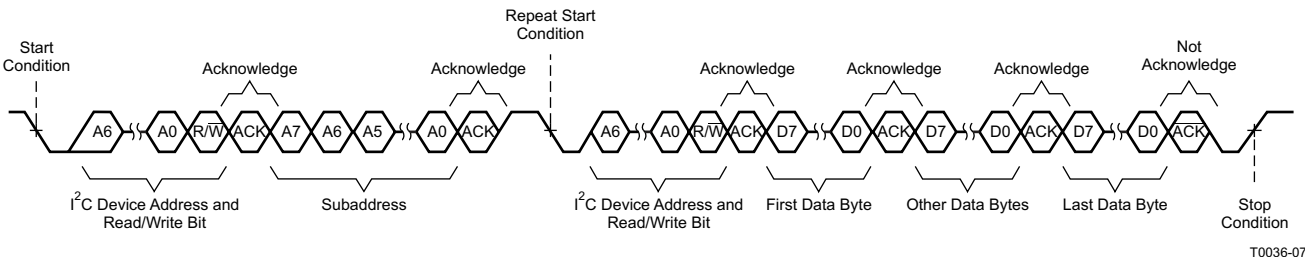 Repeat Start
Condition
Start
Condition
Not
Acknowledge
Acknowledge
Acknowledge
Acknowledge
Acknowledge
Acknowledge
A6 A0 R/W̅ ACK A7 A6 A5 A0 ACK A6 A0 R/W̅ ACK D7 D0 ACK D7 D0 ACK D7 D0 A̅C̅K̅
I²C Device Address and
Read/Write Bit
Subaddress
I²C Device Address and
Read/Write Bit
First Data Byte
Other Data Bytes
Last Data Byte
Stop
Condition
T0036-07